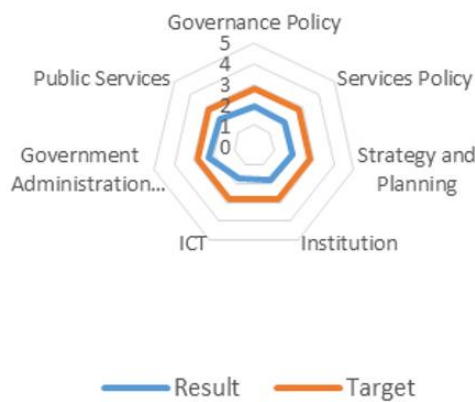 Governance Policy
5
4
3
2
1
0
Public Services
Services Policy
Government
Administration...
Strategy and
Planning
ICT
Institution
Result
Target